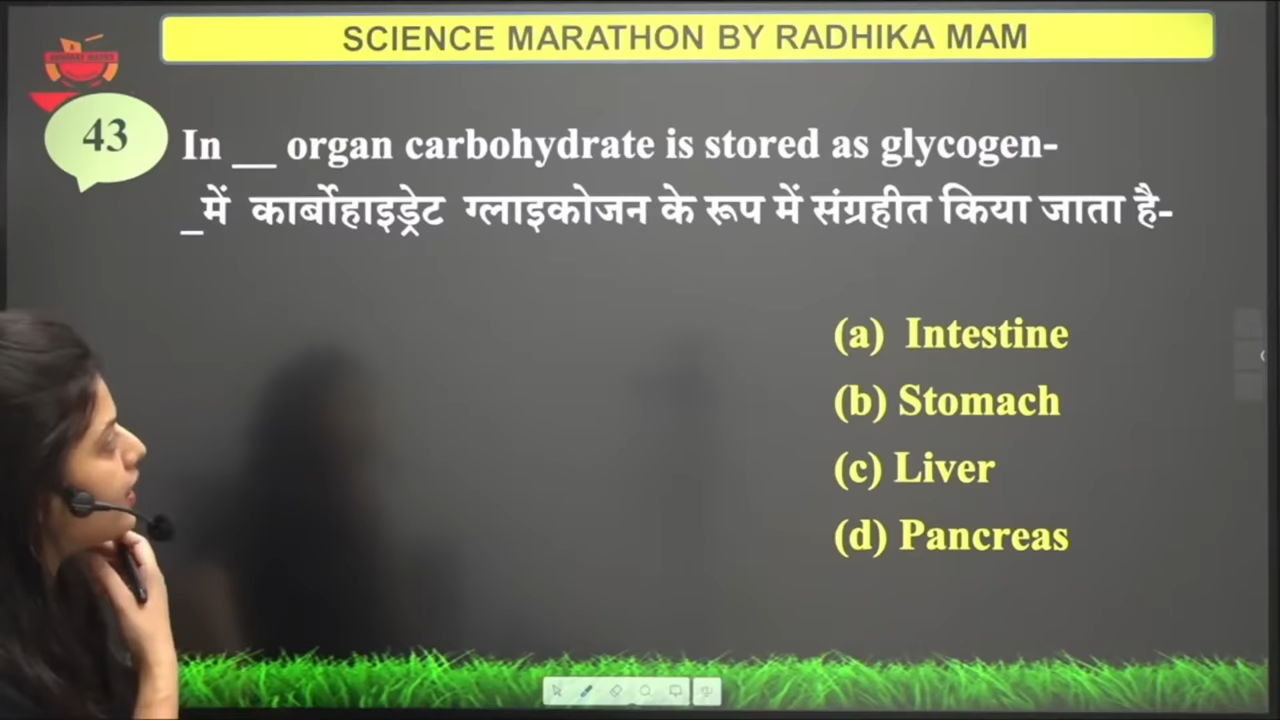 SCIENCE MARATHON BY RADHIKA MAM
43
In __ organ carbohydrate is stored as glycogen-
_में कार्बोहाइड्रेट ग्लाइकोजन के रूप में संग्रहीत किया जाता है-
(a) Intestine
(b) Stomach
(c) Liver
(d) Pancreas